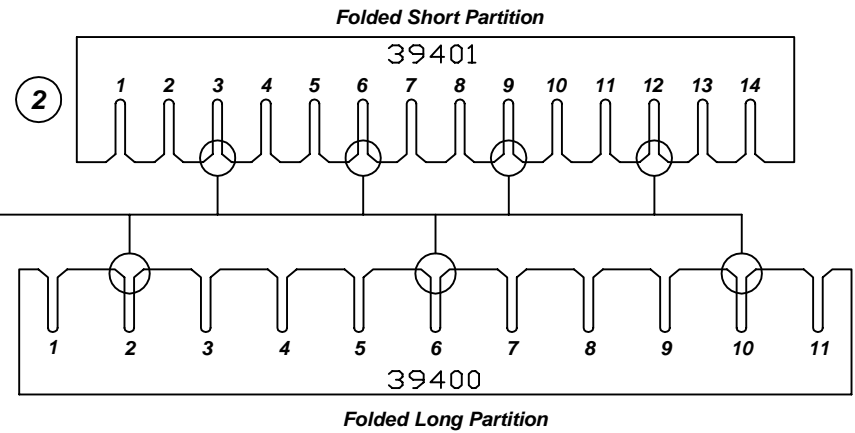 Folded Short Partition
39401
2
1 2 3 4 5 6 7 8 9 10 11 12 13 14
1 2 3 4 5 6 7 8 9 10 11
39400
Folded Long Partition